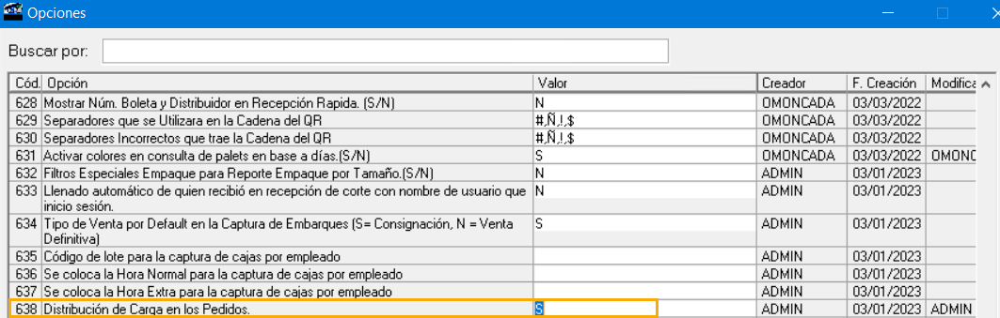 Opciones
Buscar por:
Cód. Opción Valor Creador F. Creación Modifica
628 Mostrar Núm. Boleta y Distribuidor en Recepción Rapida. (S/N) N OMONCADA 03/03/2022
629 Separadores que se Utilizara en la Cadena del QR #,Ñ,!,$ OMONCADA 03/03/2022
630 Separadores Incorrectos que trae la Cadena del QR #,Ñ,!,$ OMONCADA 03/03/2022
631 Activar colores en consulta de palets en base a días.(S/N) S OMONCADA 03/03/2022 OMONC
632 Filtros Especiales Empaque para Reporte Empaque por Tamaño.(S/N) N ADMIN 03/01/2023
633 Llenado automático de quien recibió en recepción de corte con nombre de usuario que N ADMIN 03/01/2023
inicio sesión.
634 Tipo de Venta por Default en la Captura de Embarques (S= Consignación, N = Venta S ADMIN 03/01/2023
Definitiva)
635 Código de lote para la captura de cajas por empleado ADMIN 03/01/2023
636 Se coloca la Hora Normal para la captura de cajas por empleado ADMIN 03/01/2023
637 Se coloca la Hora Extra para la captura de cajas por empleado ADMIN 03/01/2023
638 Distribución de Carga en los Pedidos. S ADMIN 03/01/2023 ADMIN